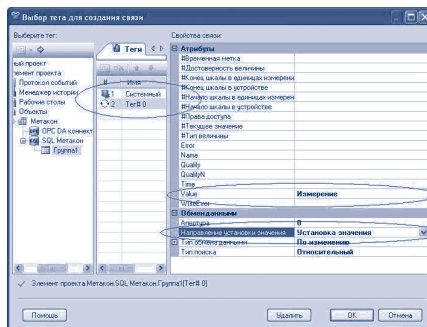 Выбор тега для создания связи
Выберите тег:
Свойства связи:
Теги
Атрибуты
#Временная метка
#Достоверность величины
#Конец шкалы в единицах измерени
#Конец шкалы в устройстве
#Начало шкалы в единицах измерен
#Начало шкалы в устройстве
#Права доступа
#Текущее значение
#Тип величины
Error
Name
Quality
QualityN
Time
Value Измерение
WriteError
ый проект
лемент проекта
Протокол событий
Менеджер истории
Рабочие столы
Объекты
Метакон
OPC DA коннект
SQL Метакон
Группа1
# Имя
1 Системный
2 Тег# 0
Обмен данными
Апертура 0
Направление установки значения Установка значения
Тип обмена данными По изменению
Тип поиска Относительный
Элемент проекта.Метакон.SQL Метакон.Группа1(Тег# 0)
Помощь
Удалить
OK
Отмена